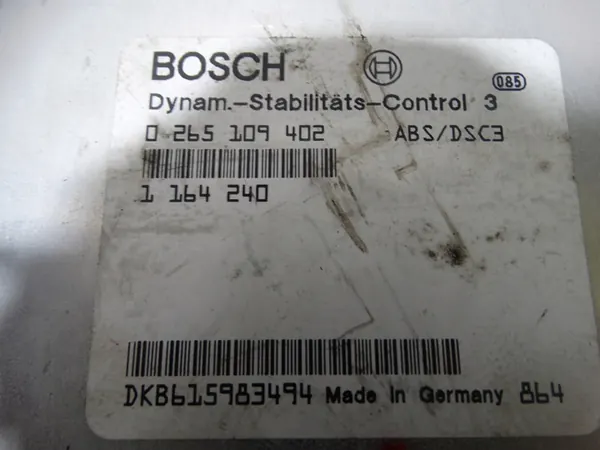 BOSCH
085
Dynam.-Stabilitäts-Control 3
0 265 109 402 ABS/DSC3
1 164 240
DKB615983494 Made In Germany 864